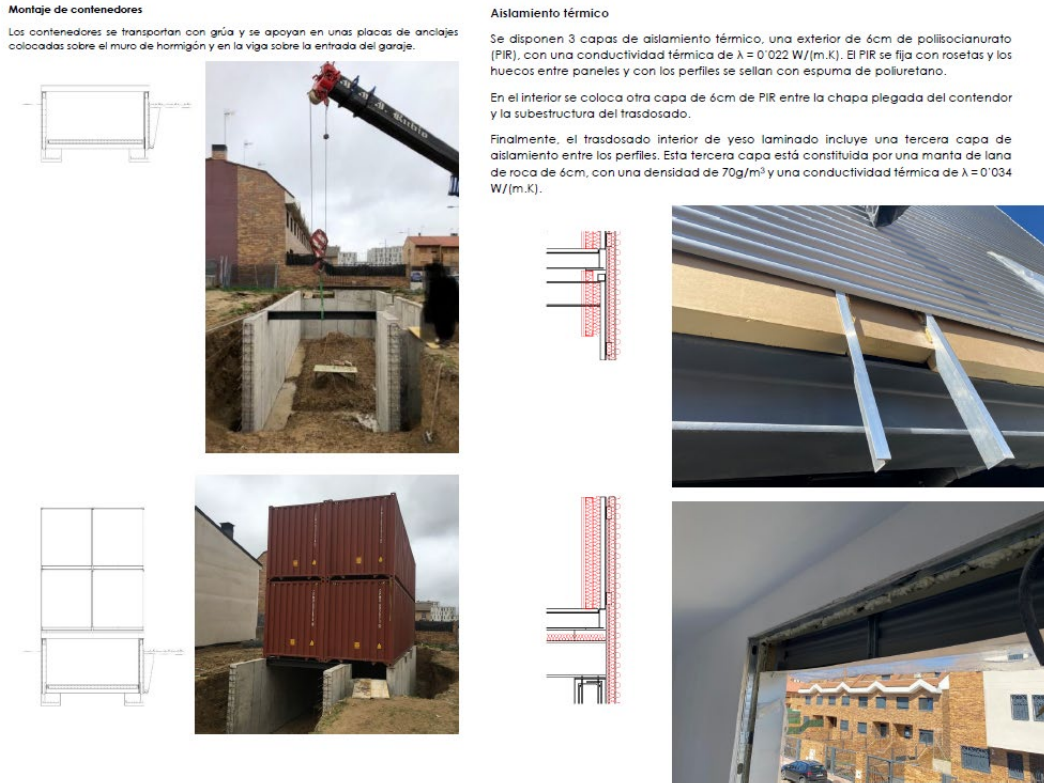 Montaje de contenedores
Los contenedores se transportan con grúa y se apoyan en unas placas de anclajes
colocadas sobre el muro de hormigón y en la viga sobre la entrada del garaje.
Aislamiento térmico
Se disponen 3 capas de aislamiento térmico, una exterior de 6cm de poliisocianurato
(PIR), con una conductividad térmica de λ = 0'022 W/(m.K). El PIR se fija con rosetas y los
huecos entre paneles y con los perfiles se sellan con espuma de poliuretano.
En el interior se coloca otra capa de 6cm de PIR entre la chapa plegada del contendor
y la subestructura del trasdosado.
Finalmente, el trasdosado interior de yeso laminado incluye una tercera capa de
aislamiento entre los perfiles. Esta tercera capa está constituida por una manta de lana
de roca de 6cm, con una densidad de 70g/m³ y una conductividad térmica de λ = 0'034
W/(m.K).